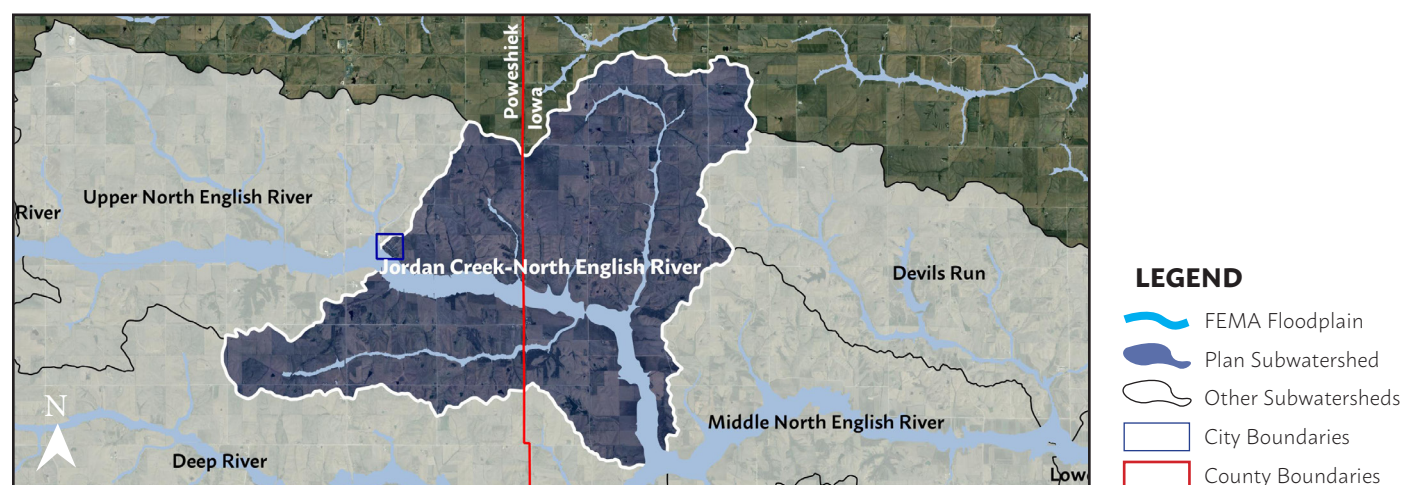 Poweshiek
Iowa
Upper North English River
River
Jordan Creek-North English River
Devils Run
Middle North English River
Deep River
N
LEGEND
FEMA Floodplain
Plan Subwatershed
Other Subwatersheds
City Boundaries
County Boundaries